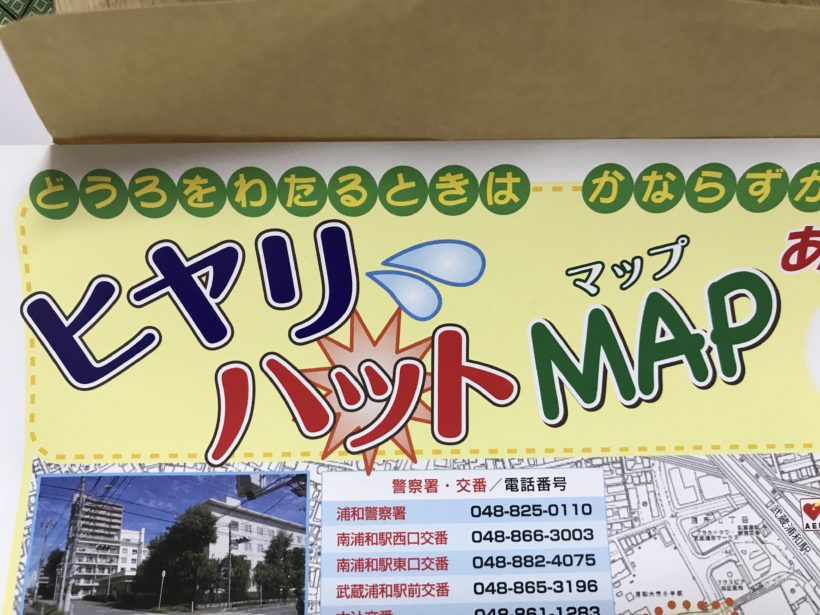 どうろをわたるときは かならず
あ
ヒヤリ
ハット
マップ
MAP
警察署・交番／電話番号
浦和警察署 048-825-0110
南浦和駅西口交番 048-866-3003
南浦和駅東口交番 048-882-4075
武蔵浦和駅前交番 048-865-3196
048-861-1283
武蔵浦和駅